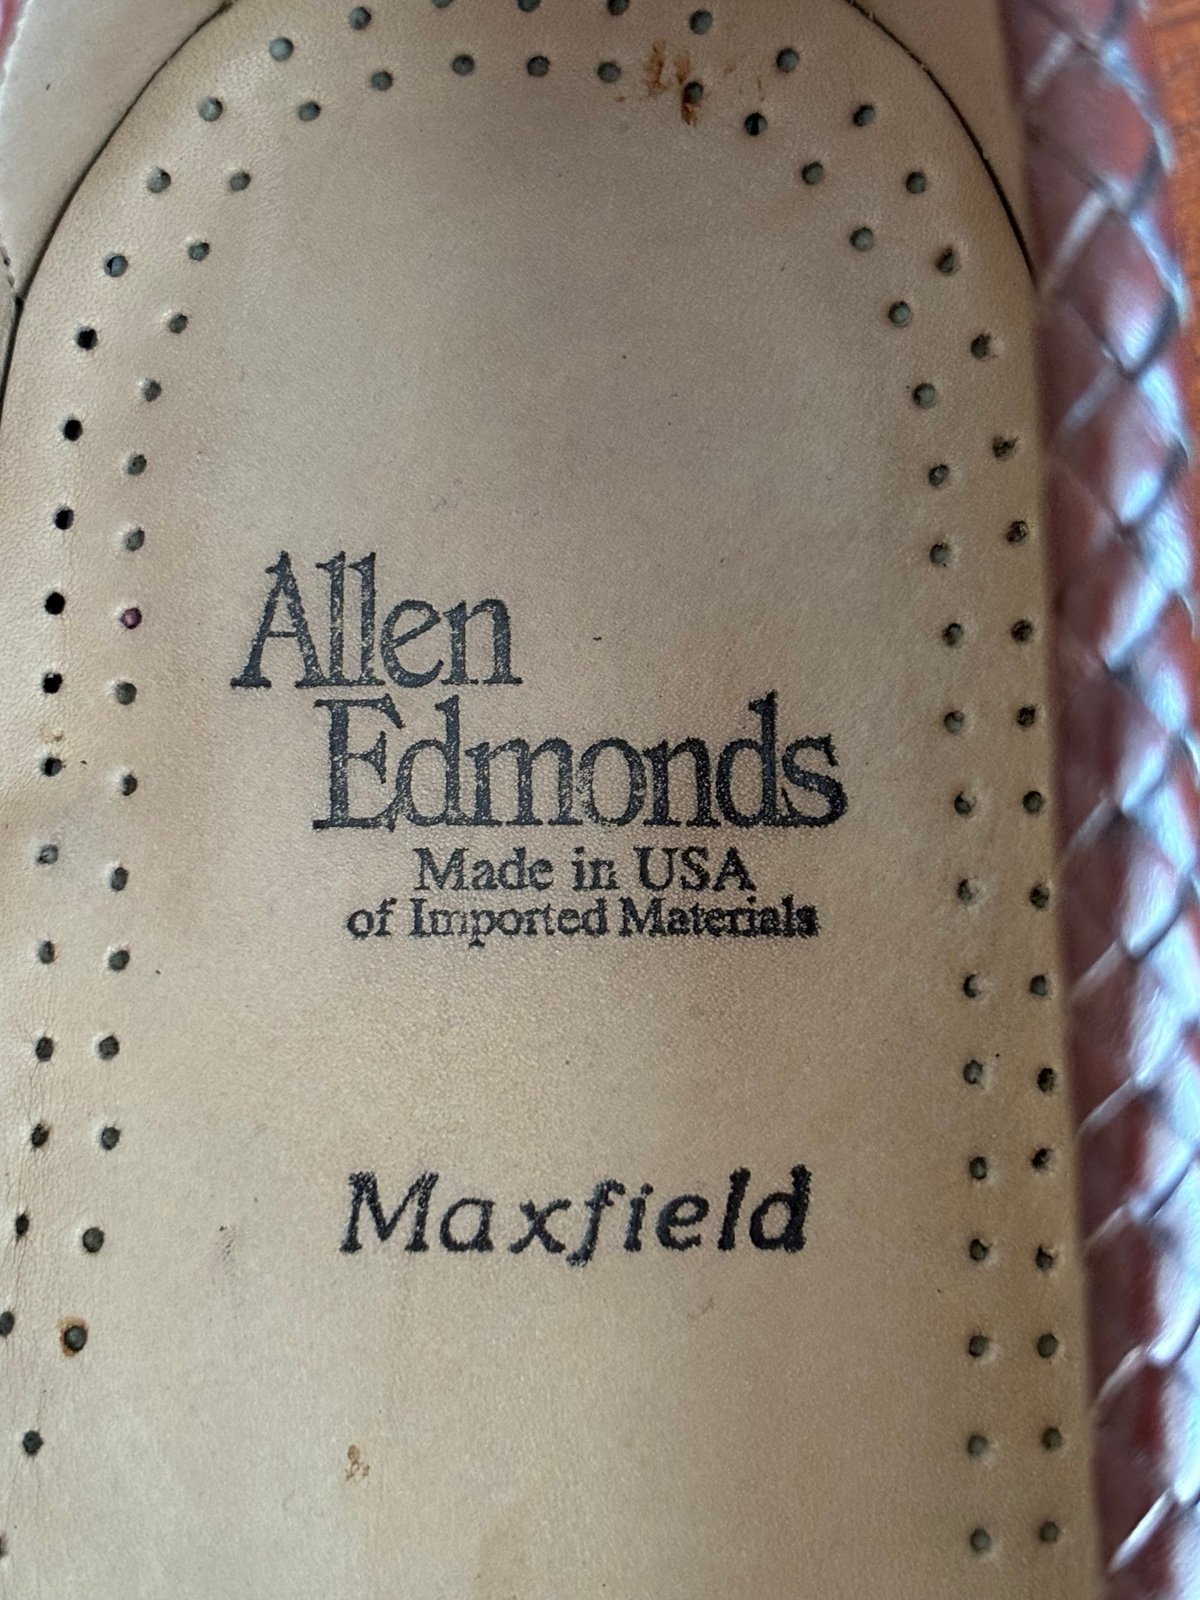 Allen
Edmonds
Made in USA
of Imported Materials
Maxfield